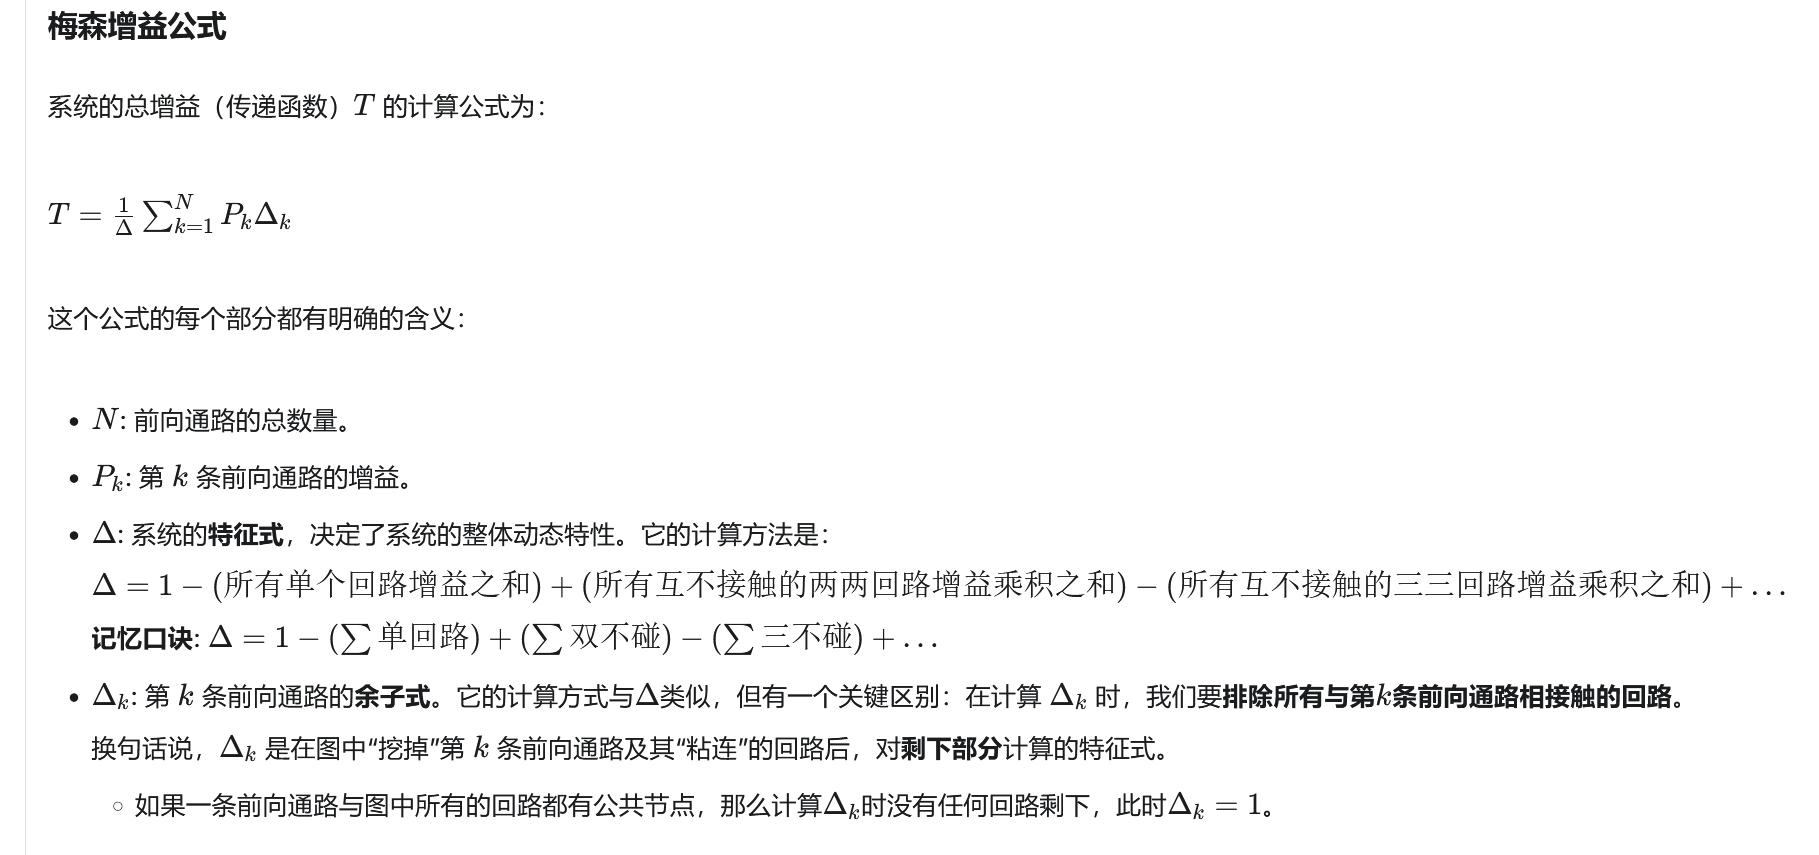 梅森增益公式
系统的总增益（传递函数）T 的计算公式为：
T = \frac{1}{Δ} \sum_{k=1}^{N} P_k Δ_k
这个公式的每个部分都有明确的含义：
• N: 前向通路的总数量。
• P_k: 第 k 条前向通路的增益。
• Δ: 系统的特征式，决定了系统的整体动态特性。它的计算方法是：
Δ = 1 − (所有单个回路增益之和) + (所有互不接触的两两回路增益乘积之和) − (所有互不接触的三三回路增益乘积之和) + …
记忆口诀: Δ = 1 − (∑ 单回路) + (∑ 双不碰) − (∑ 三不碰) + …
• Δ_k: 第 k 条前向通路的余子式。它的计算方式与Δ类似，但有一个关键区别：在计算 Δ_k 时，我们要排除所有与第k条前向通路相接触的回路。
换句话说，Δ_k 是在图中“挖掉”第 k 条前向通路及其“粘连”的回路后，对剩下部分计算的特征式。
○ 如果一条前向通路与图中所有的回路都有公共节点，那么计算Δ_k时没有任何回路剩下，此时Δ_k = 1。